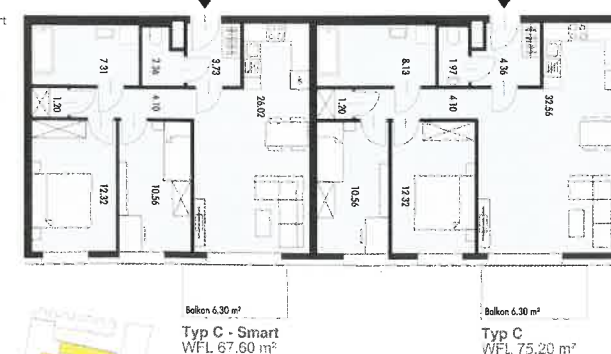 rt
7.31
2.36
3.73
8.13
1.97
4.36
1.20
4.10
26.02
1.20
4.10
32.56
12.32
10.56
10.56
12.32
Balkon 6.30 m²
Balkon 6.30 m²
Typ C - Smart
WFL 67.60 m²
Typ C
WFL 75.20 m²